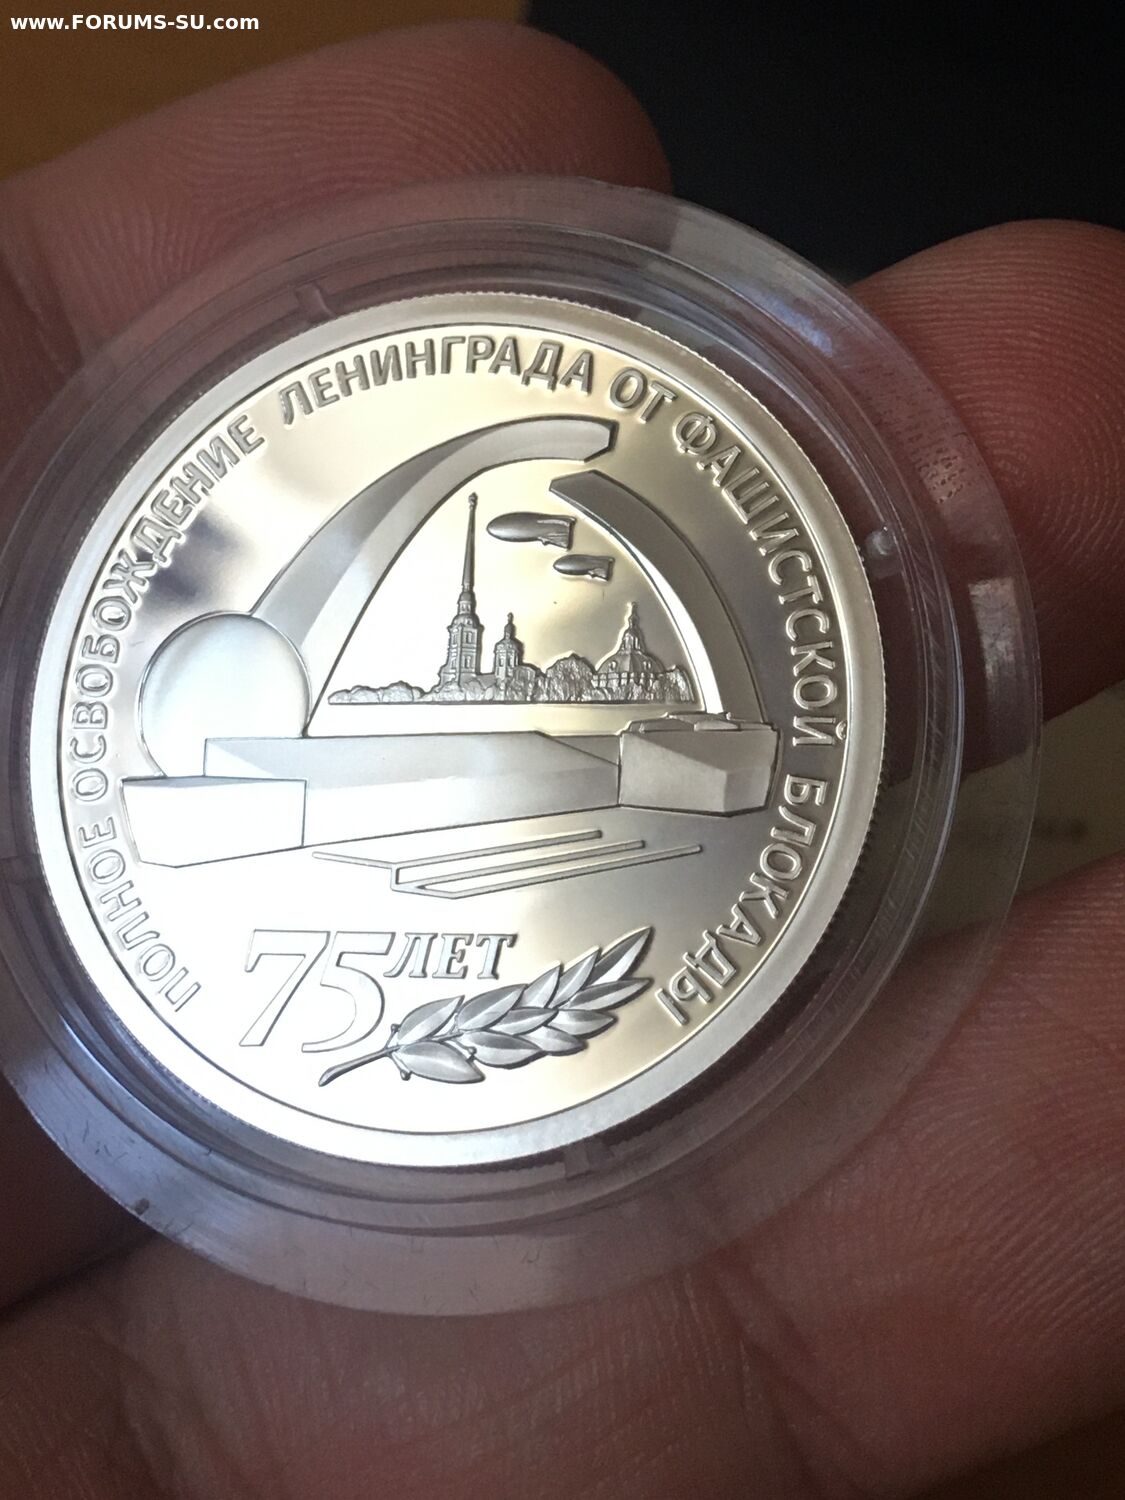 www.FORUMS-SU.com
ПОЛНОЕ ОСВОБОЖДЕНИЕ ЛЕНИНГРАДА ОТ ФАШИСТСКОЙ БЛОКАДЫ
75 ЛЕТ